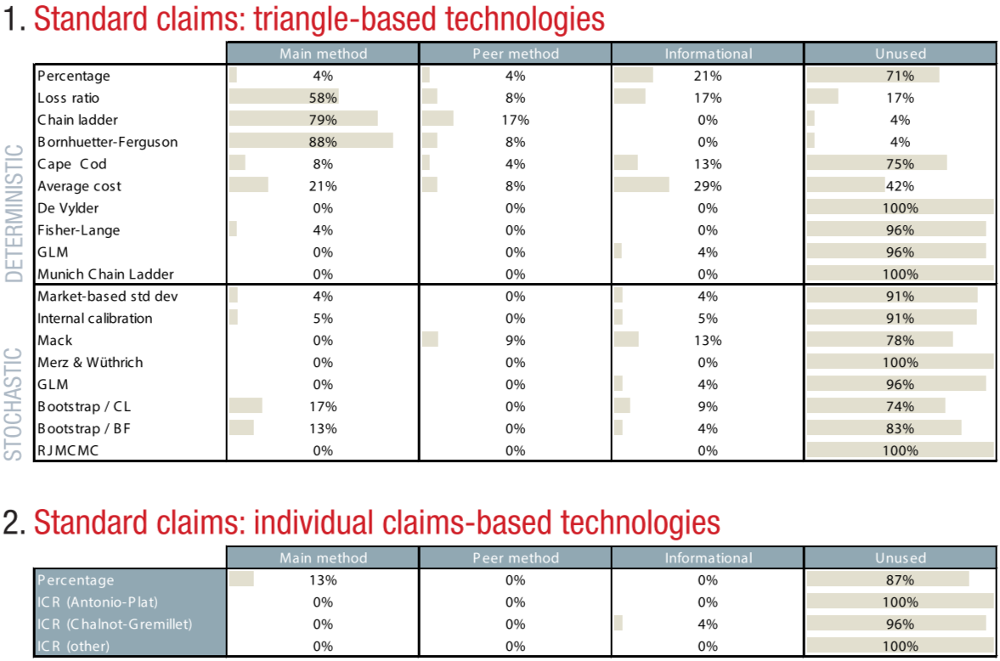 1. Standard claims: triangle-based technologies
Main method Peer method Informational Unused
DETERMINISTIC
Percentage 4% 4% 21% 71%
Loss ratio 58% 8% 17% 17%
Chain ladder 79% 17% 0% 4%
Bornhuetter-Ferguson 88% 8% 0% 4%
Cape Cod 8% 4% 13% 75%
Average cost 21% 8% 29% 42%
De Vylder 0% 0% 0% 100%
Fisher-Lange 4% 0% 0% 96%
GLM 0% 0% 4% 96%
Munich Chain Ladder 0% 0% 0% 100%
STOCHASTIC
Market-based std dev 4% 0% 4% 91%
Internal calibration 5% 0% 5% 91%
Mack 0% 9% 13% 78%
Merz & Wüthrich 0% 0% 0% 100%
GLM 0% 0% 4% 96%
Bootstrap / CL 17% 0% 9% 74%
Bootstrap / BF 13% 0% 4% 83%
RJMCMC 0% 0% 0% 100%
2. Standard claims: individual claims-based technologies
Main method Peer method Informational Unused
Percentage 13% 0% 0% 87%
ICR (Antonio-Plat) 0% 0% 0% 100%
ICR (Chalnot-Gremillet) 0% 0% 4% 96%
ICR (other) 0% 0% 0% 100%